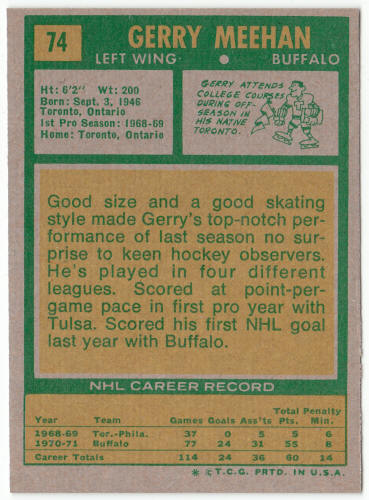 74
GERRY MEEHAN
LEFT WING • BUFFALO
Ht: 6'2" Wt: 200
Born: Sept. 3, 1946
Toronto, Ontario
1st Pro Season: 1968-69
Home: Toronto, Ontario
GERRY ATTENDS
COLLEGE COURSES
DURING OFF-
SEASON IN
HIS NATIVE
TORONTO.
T
Good size and a good skating
style made Gerry's top-notch per-
formance of last season no sur-
prise to keen hockey observers.
He's played in four different
leagues. Scored at point-per-
game pace in first pro year with
Tulsa. Scored his first NHL goal
last year with Buffalo.
NHL CAREER RECORD
Total Penalty
Year Team Games Goals Ass'ts Pts. Min.
1968-69 Tor.-Phila. 37 0 5 5 6
1970-71 Buffalo 77 24 31 55 8
Career Totals 114 24 36 60 14
* © T.C.G. PRTD. IN U.S.A.